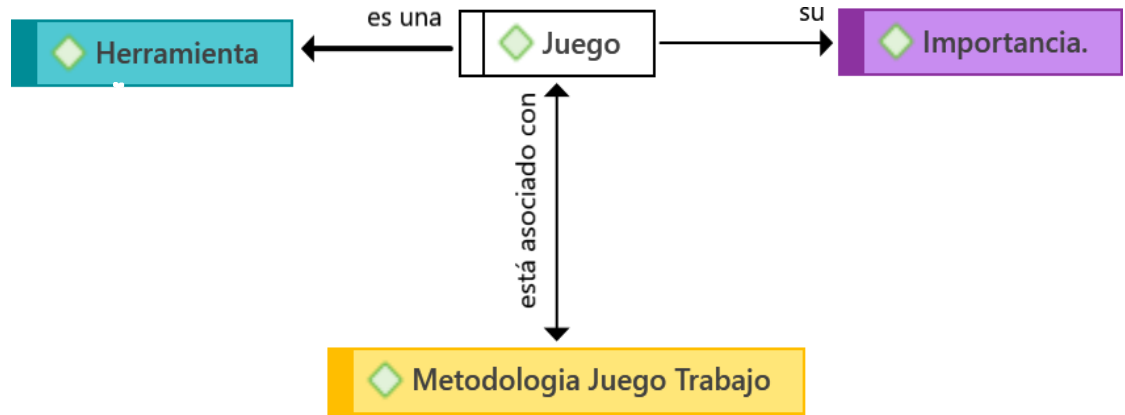 es una
su
Herramienta
Juego
Importancia.
está asociado con
Metodologia Juego Trabajo